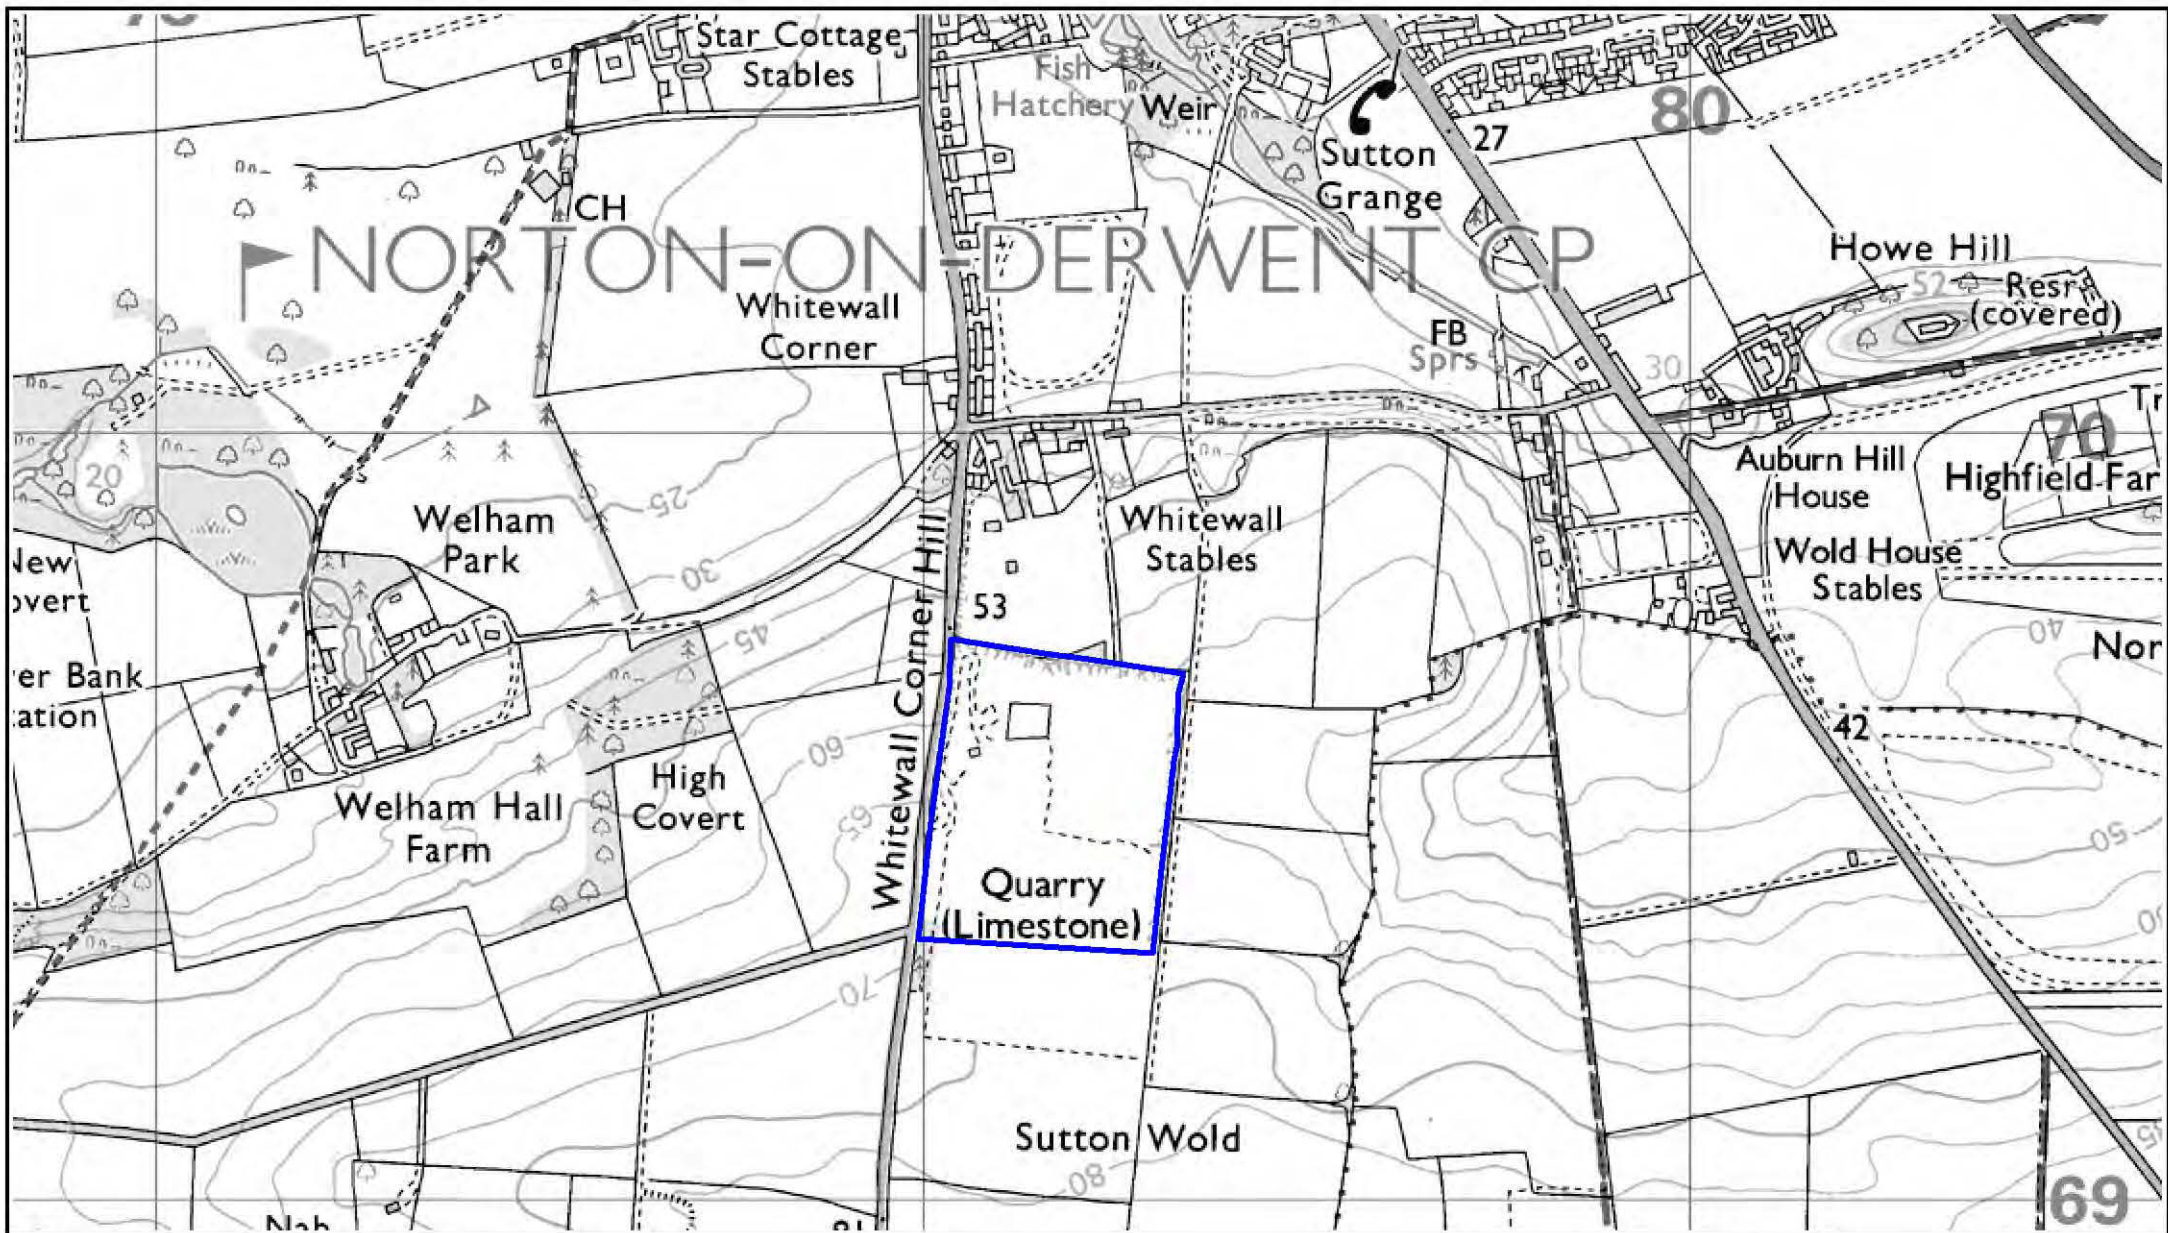 Star Cottage
Stables
Fish
Hatchery
Weir
80
27
Sutton
Grange
CH
NORTON-ON-DERWENT CP
Howe Hill
52
Resr
(covered)
Whitewall
Corner
FB
Sprs
30
70
20
25
Auburn Hill
House
Highfield Far
Welham
Park
Whitewall
Stables
New
overt
30
Wold House
Stables
53
40
45
Nor
er Bank
tation
Whitewall Corner Hill
42
60
High
Covert
Welham Hall
Farm
65
50
Quarry
(Limestone)
70
Sutton Wold
80
69